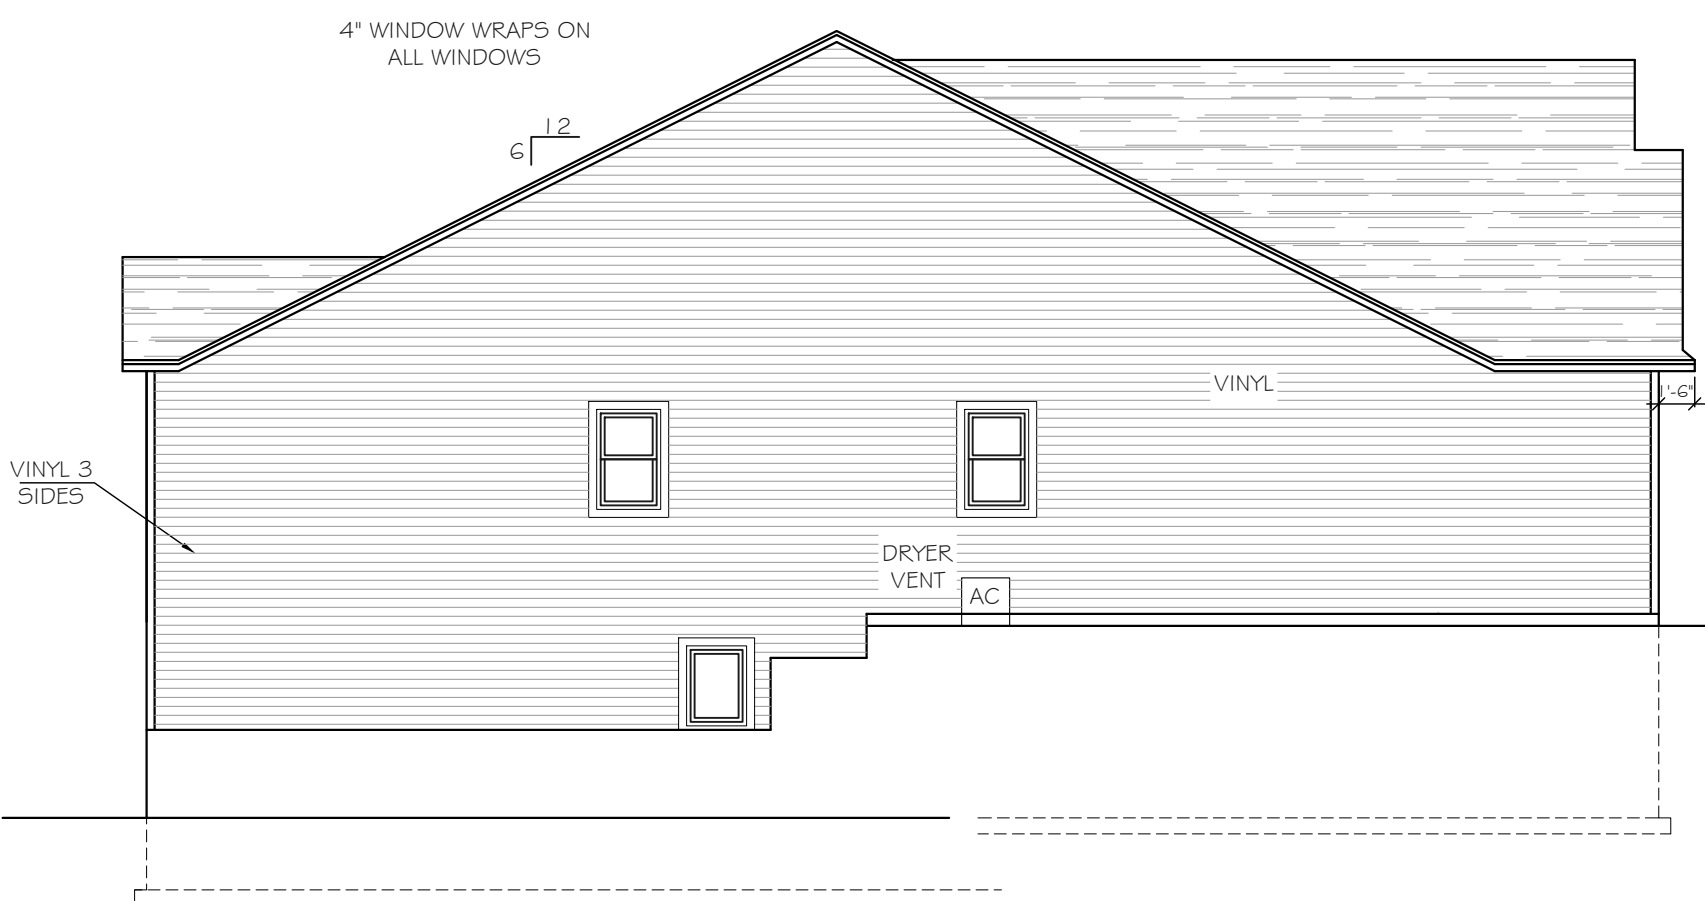 4" WINDOW WRAPS ON
ALL WINDOWS
12
6
VINYL
1'-6"
VINYL 3
SIDES
DRYER
VENT
AC